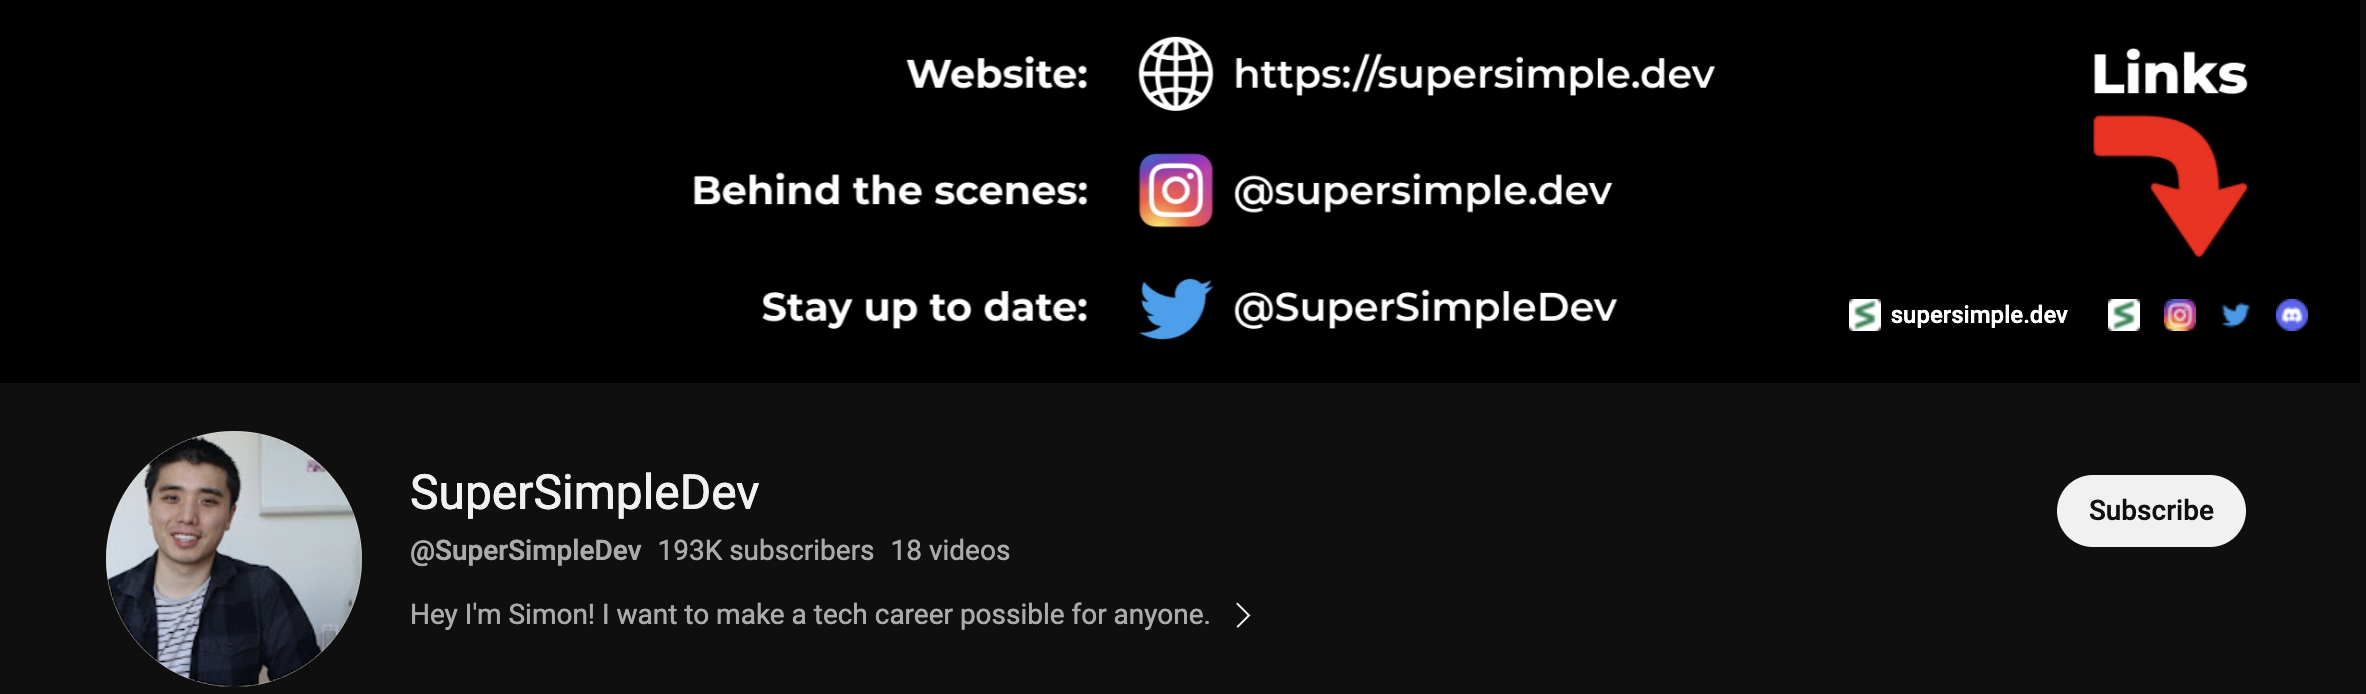 Website: https://supersimple.dev
Links
Behind the scenes: @supersimple.dev
Stay up to date: @SuperSimpleDev
supersimple.dev
SuperSimpleDev
@SuperSimpleDev 193K subscribers 18 videos
Hey I'm Simon! I want to make a tech career possible for anyone.
Subscribe